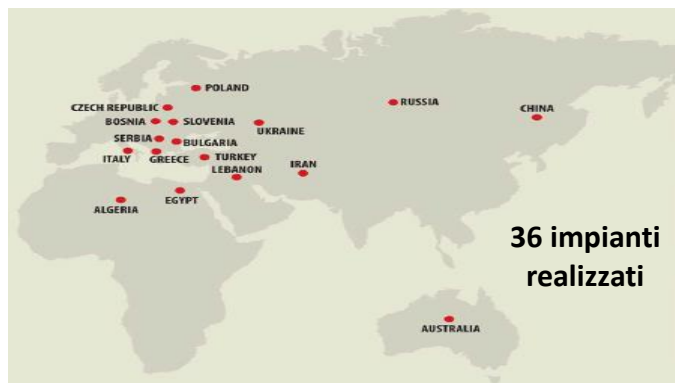 POLAND
RUSSIA
CZECH REPUBLIC
CHINA
BOSNIA
SLOVENIA
UKRAINE
SERBIA
BULGARIA
ITALY
GREECE
TURKEY
LEBANON
IRAN
EGYPT
ALGERIA
36 impianti
realizzati
AUSTRALIA